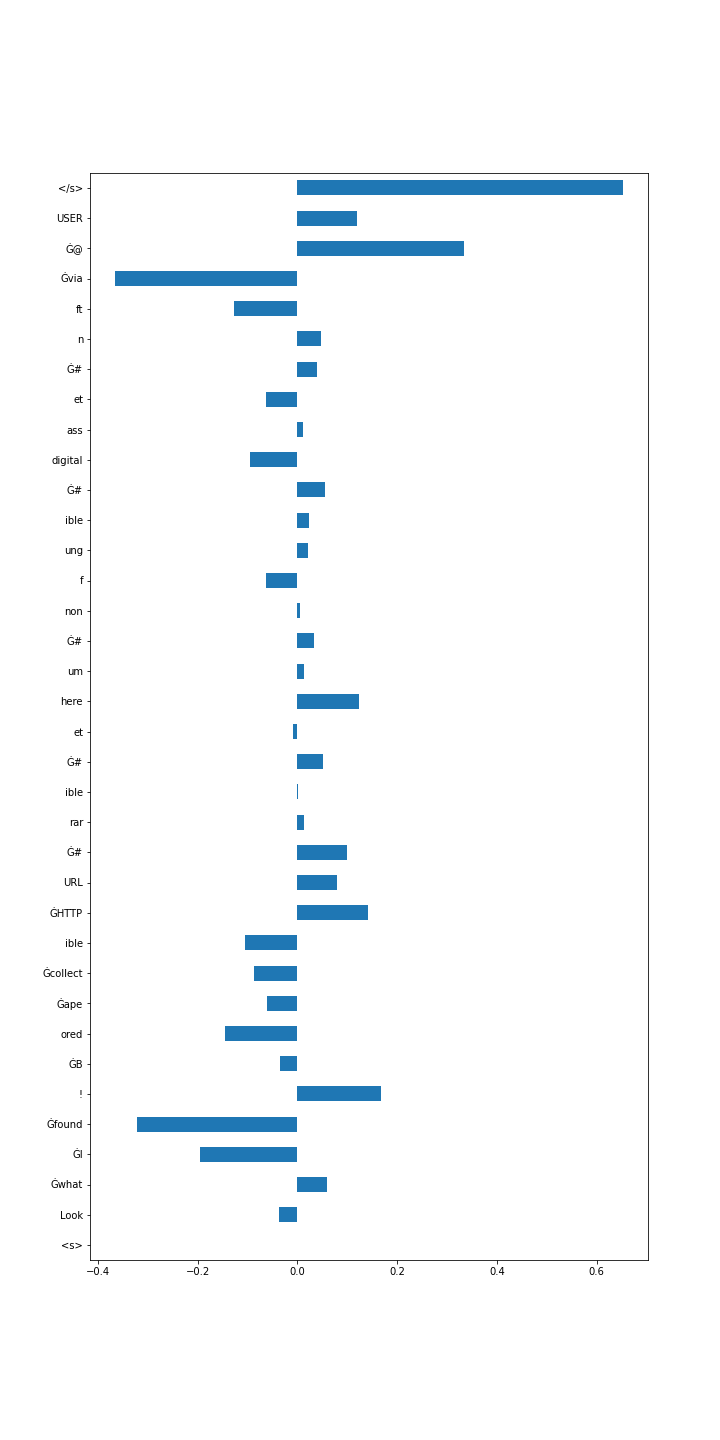 </s>
USER
Ġ@
Ġvia
ft
n
Ġ#
et
ass
digital
Ġ#
ible
ung
f
non
Ġ#
um
here
et
Ġ#
ible
rar
Ġ#
URL
ĠHTTP
ible
Ġcollect
Ġape
ored
ĠB
!
Ġfound
ĠI
Ġwhat
Look
<s>
−0.4 −0.2 0.0 0.2 0.4 0.6